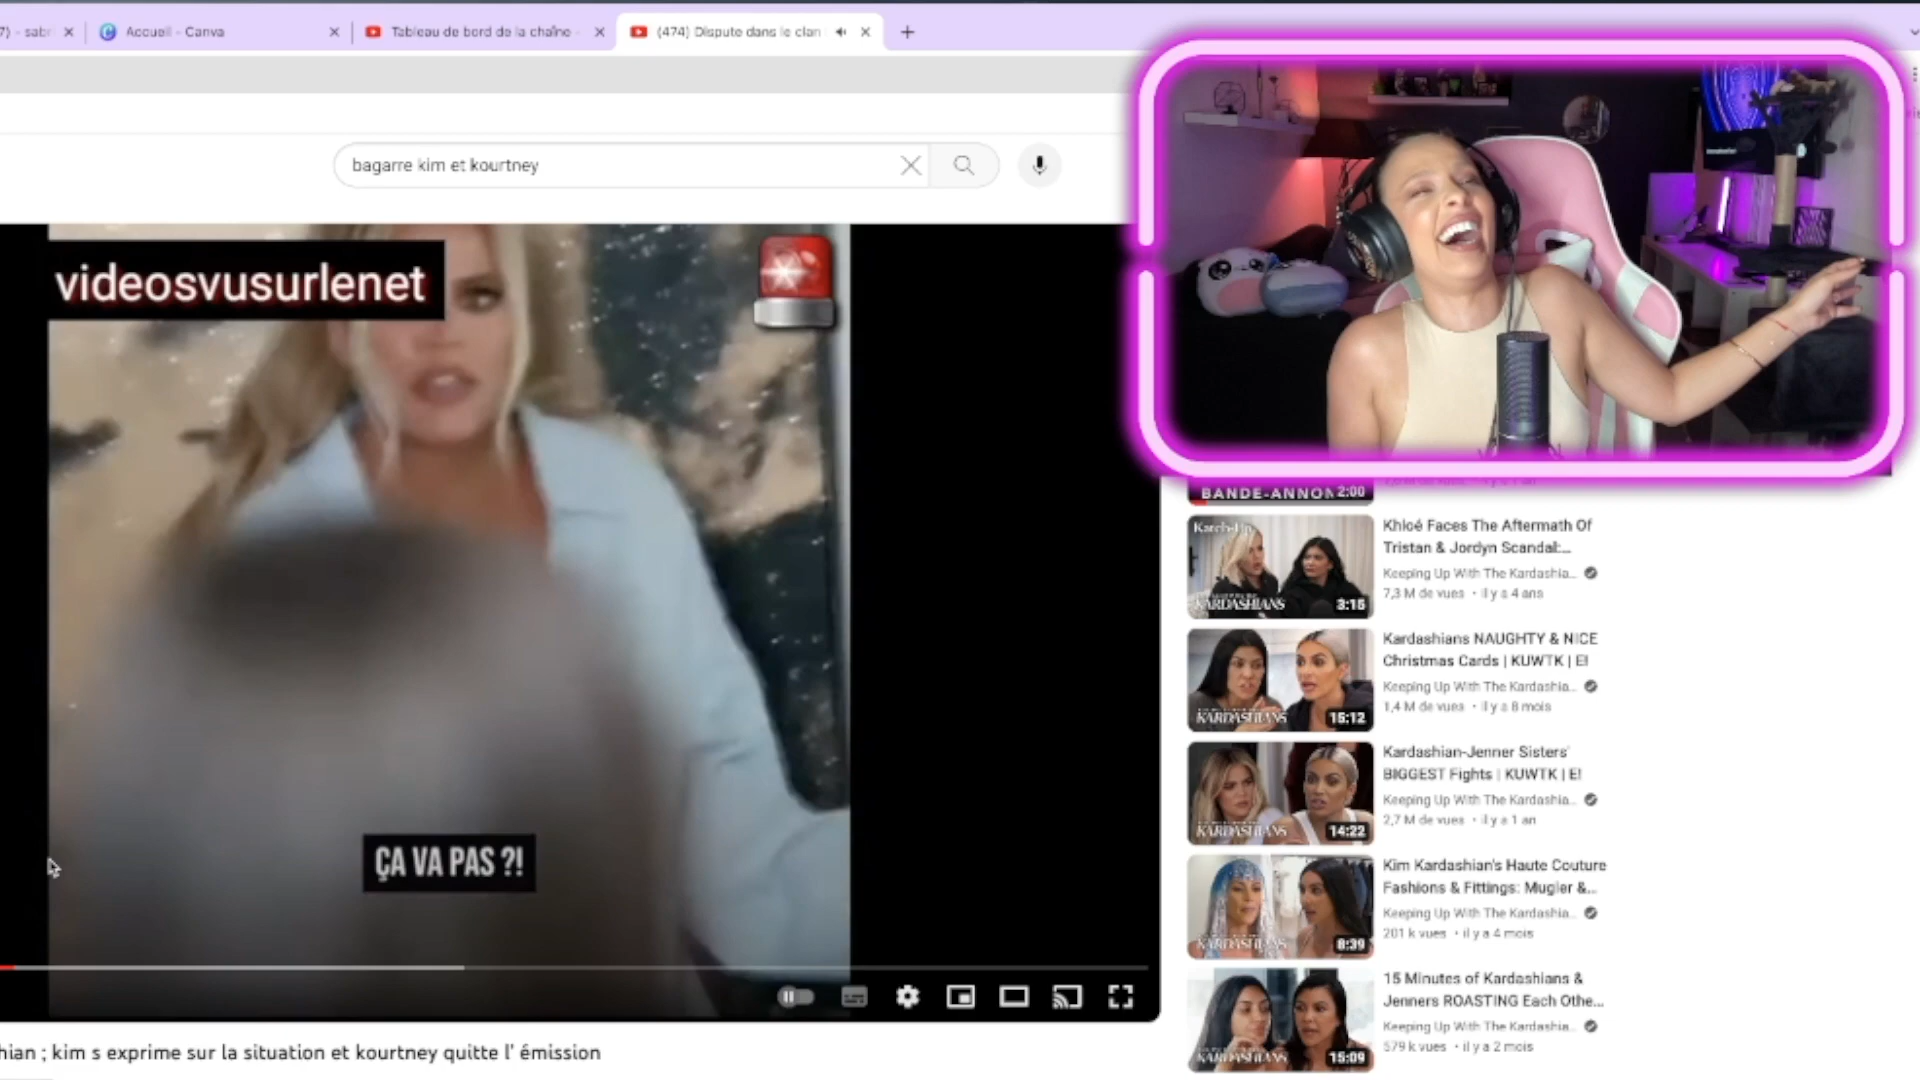 7) - sabr
Accueil - Canva
Tableau de bord de la chaîne -
(474) Dispute dans le clan
bagarre kim et kourtney
videosvusurlenet
ÇA VA PAS ?!
hian ; kim s exprime sur la situation et kourtney quitte l' émission
BANDE-ANNON 2:00
Karch-Up
KARDASHIANS
3:15
Khloé Faces The Aftermath Of
Tristan & Jordyn Scandal:...
Keeping Up With The Kardashia...
7,3 M de vues • il y a 4 ans
KARDASHIANS
15:12
Kardashians NAUGHTY & NICE
Christmas Cards | KUWTK | E!
Keeping Up With The Kardashia...
1,4 M de vues • il y a 8 mois
KARDASHIANS
14:22
Kardashian-Jenner Sisters'
BIGGEST Fights | KUWTK | E!
Keeping Up With The Kardashia...
2,7 M de vues • il y a 1 an
KARDASHIANS
8:39
Kim Kardashian's Haute Couture
Fashions & Fittings: Mugler &...
Keeping Up With The Kardashia...
201 k vues • il y a 4 mois
KARDASHIANS
15:09
15 Minutes of Kardashians &
Jenners ROASTING Each Othe...
Keeping Up With The Kardashia...
579 k vues • il y a 2 mois